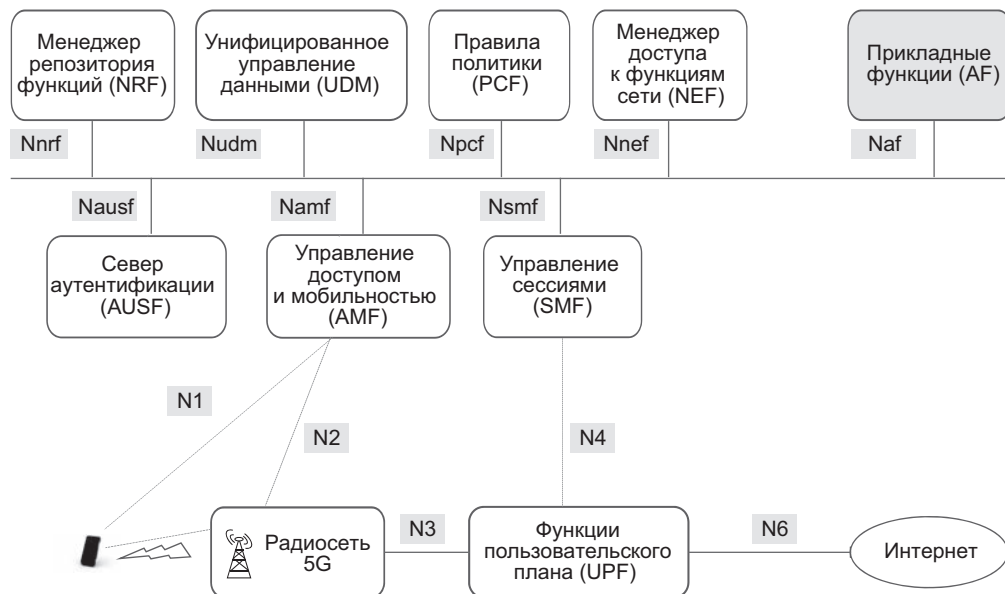 Менеджер
репозитория
функций (NRF)
Унифицированное
управление
данными (UDM)
Правила
политики
(PCF)
Менеджер
доступа
к функциям
сети (NEF)
Прикладные
функции (AF)
Nnrf
Nudm
Npcf
Nnef
Naf
Nausf
Namf
Nsmf
Север
аутентификации
(AUSF)
Управление
доступом
и мобильностью
(AMF)
Управление
сессиями
(SMF)
N1
N2
N4
Радиосеть
5G
N3
Функции
пользовательского
плана (UPF)
N6
Интернет